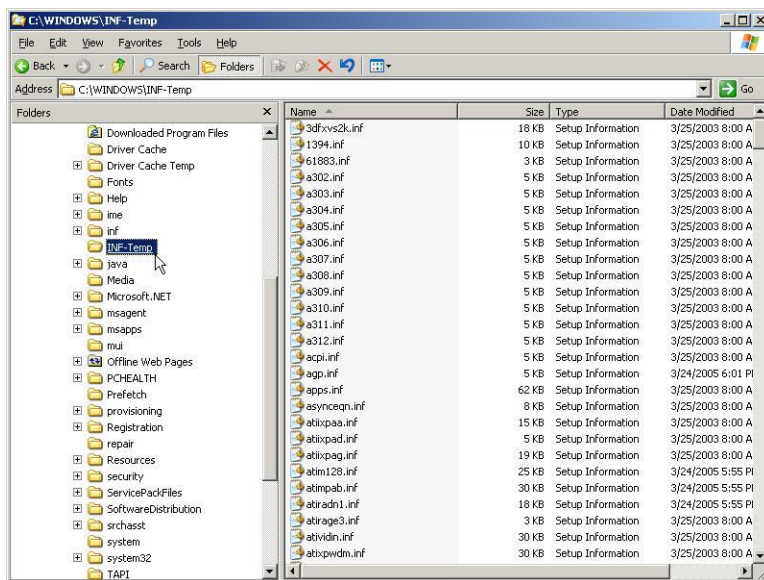 C:\WINDOWS\INF-Temp
File Edit View Favorites Tools Help
Back Search Folders
Address C:\WINDOWS\INF-Temp Go
Folders
Downloaded Program Files
Driver Cache
Driver Cache Temp
Fonts
Help
ime
inf
INF-Temp
java
Media
Microsoft.NET
msagent
msapps
mui
Offline Web Pages
PCHEALTH
Prefetch
provisioning
Registration
repair
Resources
security
ServicePackFiles
SoftwareDistribution
srchasst
system
system32
TAPI
Name Size Type Date Modified
3dfxvs2k.inf 18 KB Setup Information 3/25/2003 8:00 A
1394.inf 10 KB Setup Information 3/25/2003 8:00 A
61883.inf 3 KB Setup Information 3/25/2003 8:00 A
a302.inf 5 KB Setup Information 3/25/2003 8:00 A
a303.inf 5 KB Setup Information 3/25/2003 8:00 A
a304.inf 5 KB Setup Information 3/25/2003 8:00 A
a305.inf 5 KB Setup Information 3/25/2003 8:00 A
a306.inf 5 KB Setup Information 3/25/2003 8:00 A
a307.inf 5 KB Setup Information 3/25/2003 8:00 A
a308.inf 5 KB Setup Information 3/25/2003 8:00 A
a309.inf 5 KB Setup Information 3/25/2003 8:00 A
a310.inf 5 KB Setup Information 3/25/2003 8:00 A
a311.inf 5 KB Setup Information 3/25/2003 8:00 A
a312.inf 5 KB Setup Information 3/25/2003 8:00 A
acpi.inf 5 KB Setup Information 3/25/2003 8:00 A
agp.inf 5 KB Setup Information 3/24/2005 6:01 P
apps.inf 62 KB Setup Information 3/25/2003 8:00 A
asynceqn.inf 8 KB Setup Information 3/25/2003 8:00 A
atiixpaa.inf 15 KB Setup Information 3/25/2003 8:00 A
atiixpad.inf 5 KB Setup Information 3/25/2003 8:00 A
atiixpag.inf 19 KB Setup Information 3/25/2003 8:00 A
atim128.inf 25 KB Setup Information 3/24/2005 5:55 P
atimpab.inf 30 KB Setup Information 3/24/2005 5:55 P
atiradn1.inf 18 KB Setup Information 3/24/2005 5:55 P
atirage3.inf 3 KB Setup Information 3/25/2003 8:00 A
atividin.inf 30 KB Setup Information 3/25/2003 8:00 A
atixpwdm.inf 30 KB Setup Information 3/25/2003 8:00 A